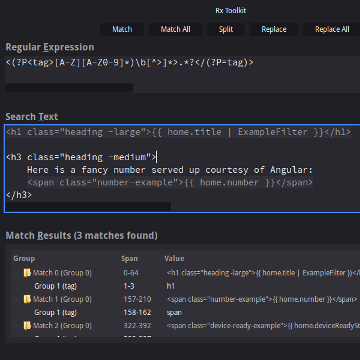 Rx Toolkit
Match Match All Split Replace Replace All
Regular Expression
<(?P<tag>[A-Z][A-Z0-9]*)\b[^>]*>.*?</(?P=tag)>
Search Text
<h1 class="heading -large">{{ home.title | ExampleFilter }}</h1>
<h3 class="heading -medium">
Here is a fancy number served up courtesy of Angular:
<span class="number-example">{{ home.number }}</span>
</h3>
Match Results (3 matches found)
Group Span Value
Match 0 (Group 0) 0-64 <h1 class="heading -large">{{ home.title | ExampleFilter }}</
Group 1 (tag) 1-3 h1
Match 1 (Group 0) 157-210 <span class="number-example">{{ home.number }}</span>
Group 1 (tag) 158-162 span
Match 2 (Group 0) 322-392 <span class="device-ready-example">{{ home.deviceReadySt